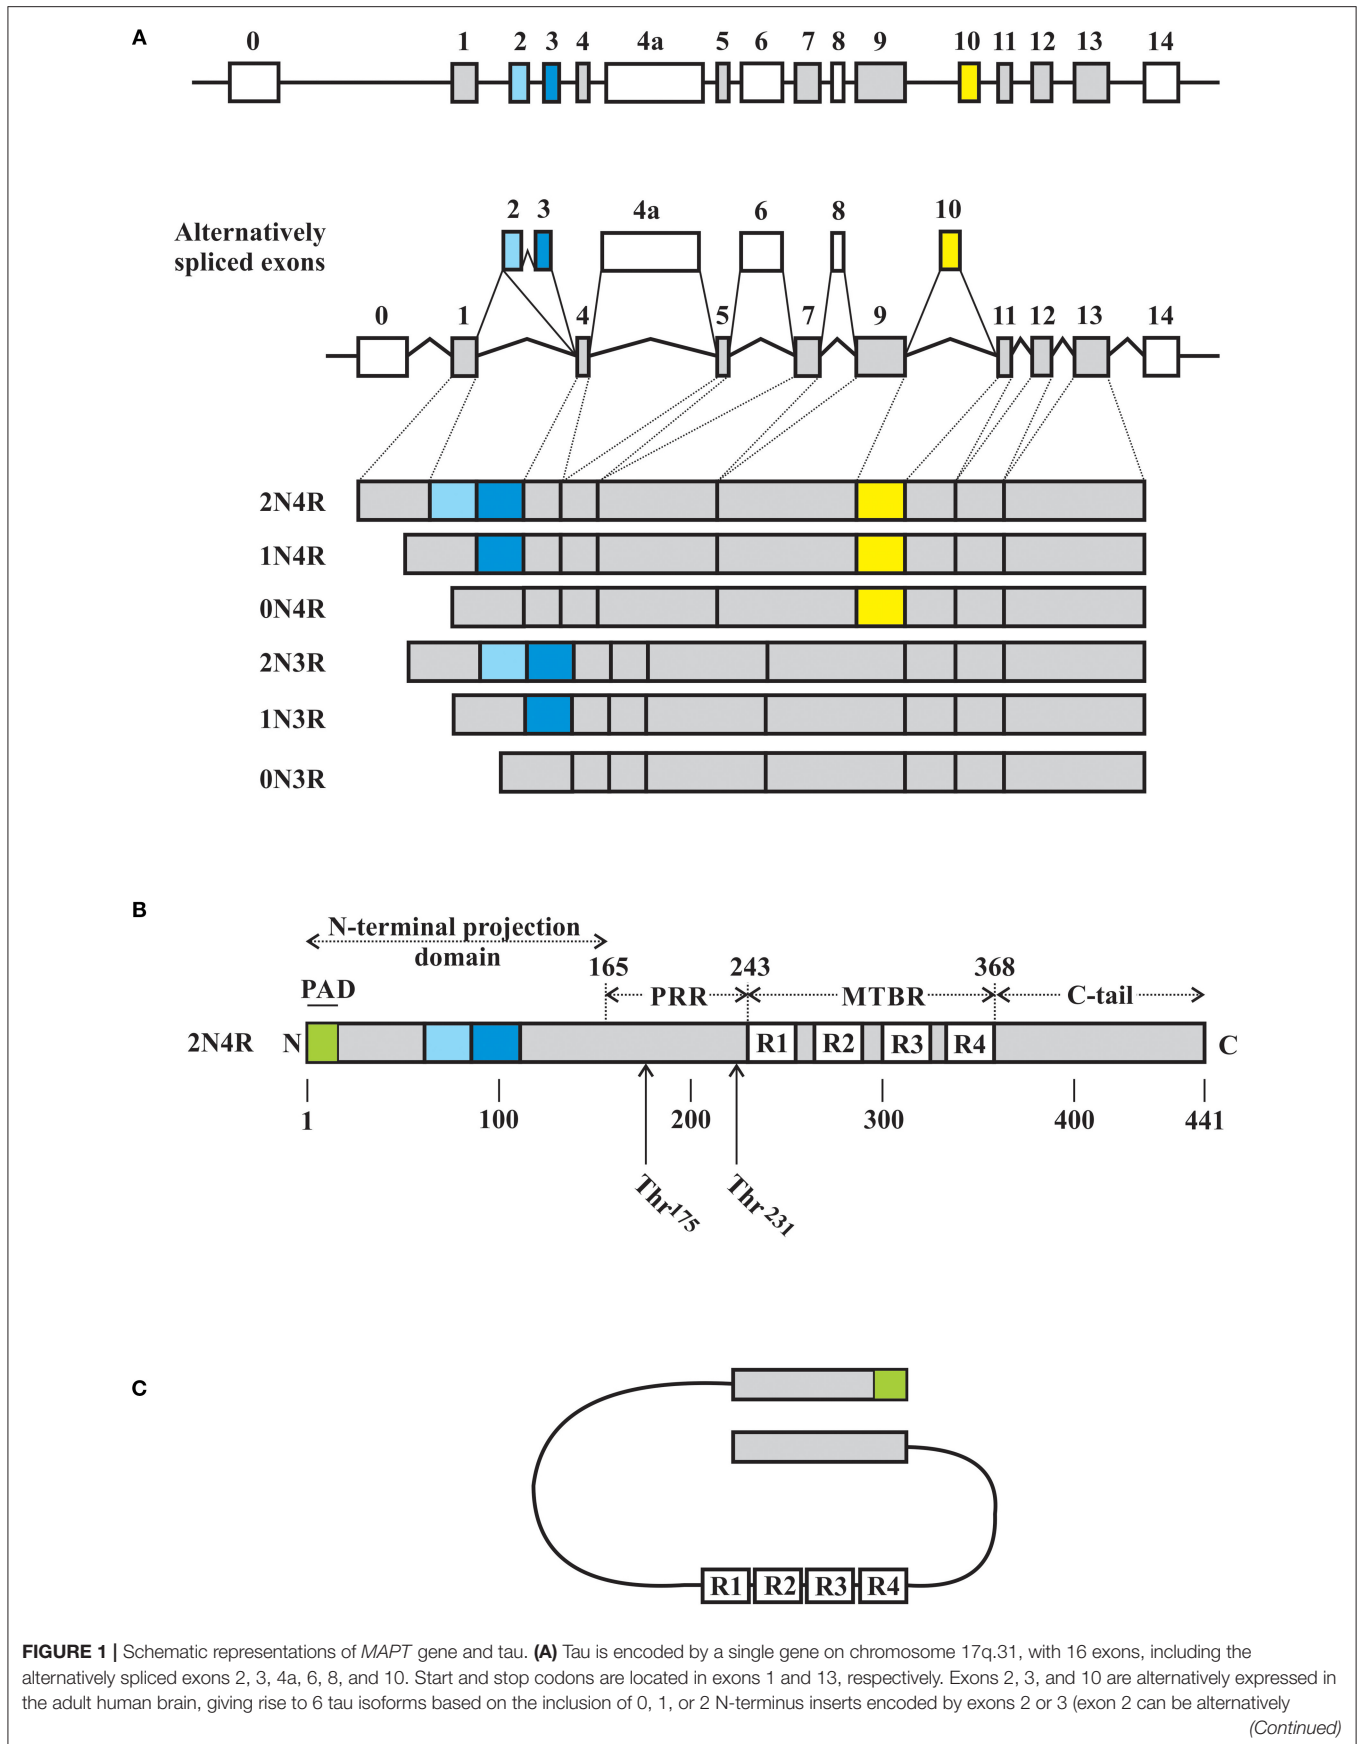 A
0 1 2 3 4 4a 5 6 7 8 9 10 11 12 13 14
2 3 4a 6 8 10
Alternatively
spliced exons
0 1 4 5 7 9 11 12 13 14
2N4R
1N4R
0N4R
2N3R
1N3R
0N3R
B
N-terminal projection
domain
165 243 368
PAD PRR MTBR C-tail
2N4R N R1 R2 R3 R4 C
1 100 200 300 400 441
Thr175 Thr231
C
R1 R2 R3 R4
FIGURE 1 | Schematic representations of MAPT gene and tau. (A) Tau is encoded by a single gene on chromosome 17q.31, with 16 exons, including the
alternatively spliced exons 2, 3, 4a, 6, 8, and 10. Start and stop codons are located in exons 1 and 13, respectively. Exons 2, 3, and 10 are alternatively expressed in
the adult human brain, giving rise to 6 tau isoforms based on the inclusion of 0, 1, or 2 N-terminus inserts encoded by exons 2 or 3 (exon 2 can be alternatively
(Continued)